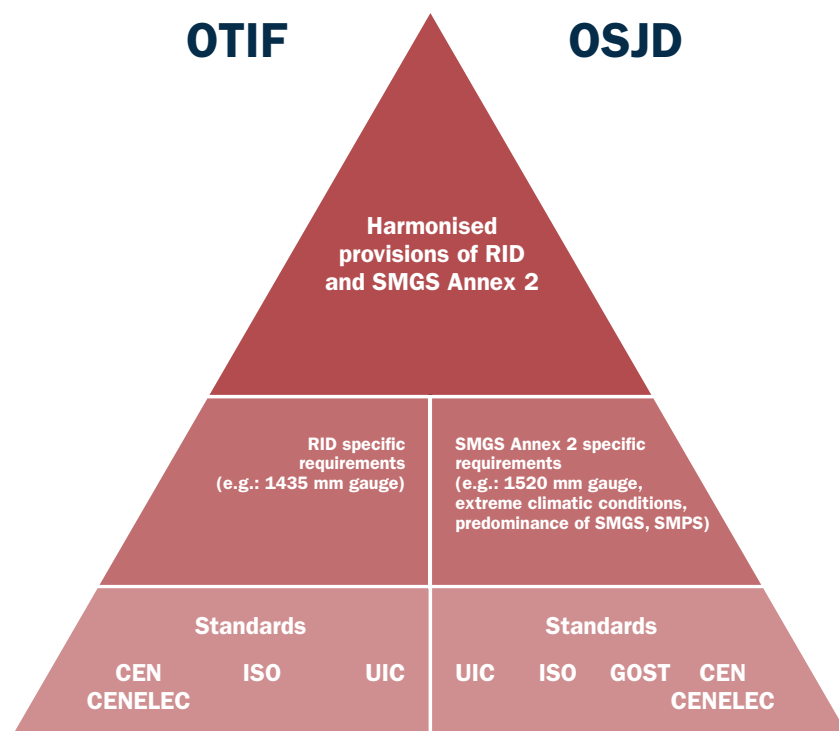 OTIF
OSJD
Harmonised
provisions of RID
and SMGS Annex 2
RID specific
requirements
(e.g.: 1435 mm gauge)
SMGS Annex 2 specific
requirements
(e.g.: 1520 mm gauge,
extreme climatic conditions,
predominance of SMGS, SMPS)
Standards
CEN
CENELEC
ISO
UIC
Standards
UIC
ISO
GOST
CEN
CENELEC